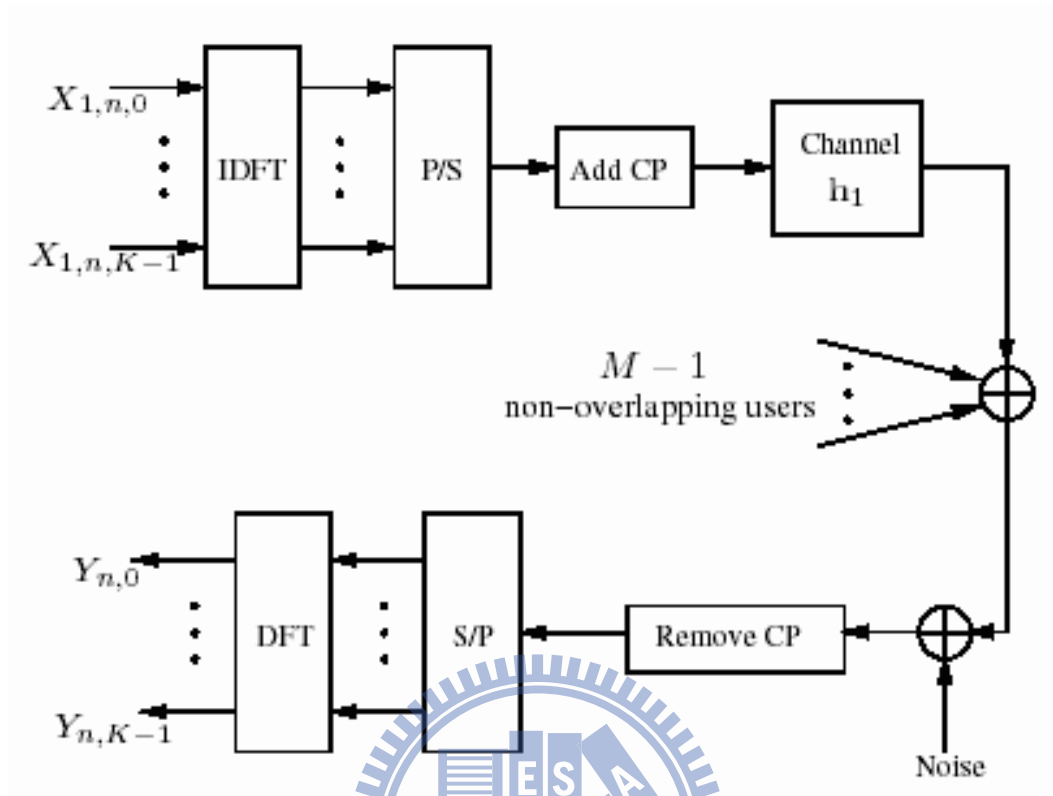 X₁,ₙ,₀
IDFT
P/S
Add CP
Channel
h₁
X₁,ₙ,K−₁
M − 1
non−overlapping users
Yₙ,₀
DFT
S/P
Remove CP
Yₙ,K−₁
Noise
E S A